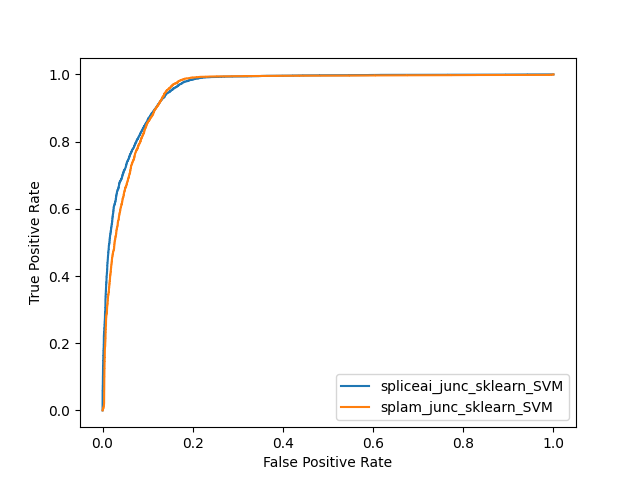 1.0
0.8
0.6
0.4
0.2
0.0
True Positive Rate
spliceai_junc_sklearn_SVM
splam_junc_sklearn_SVM
0.0 0.2 0.4 0.6 0.8 1.0
False Positive Rate